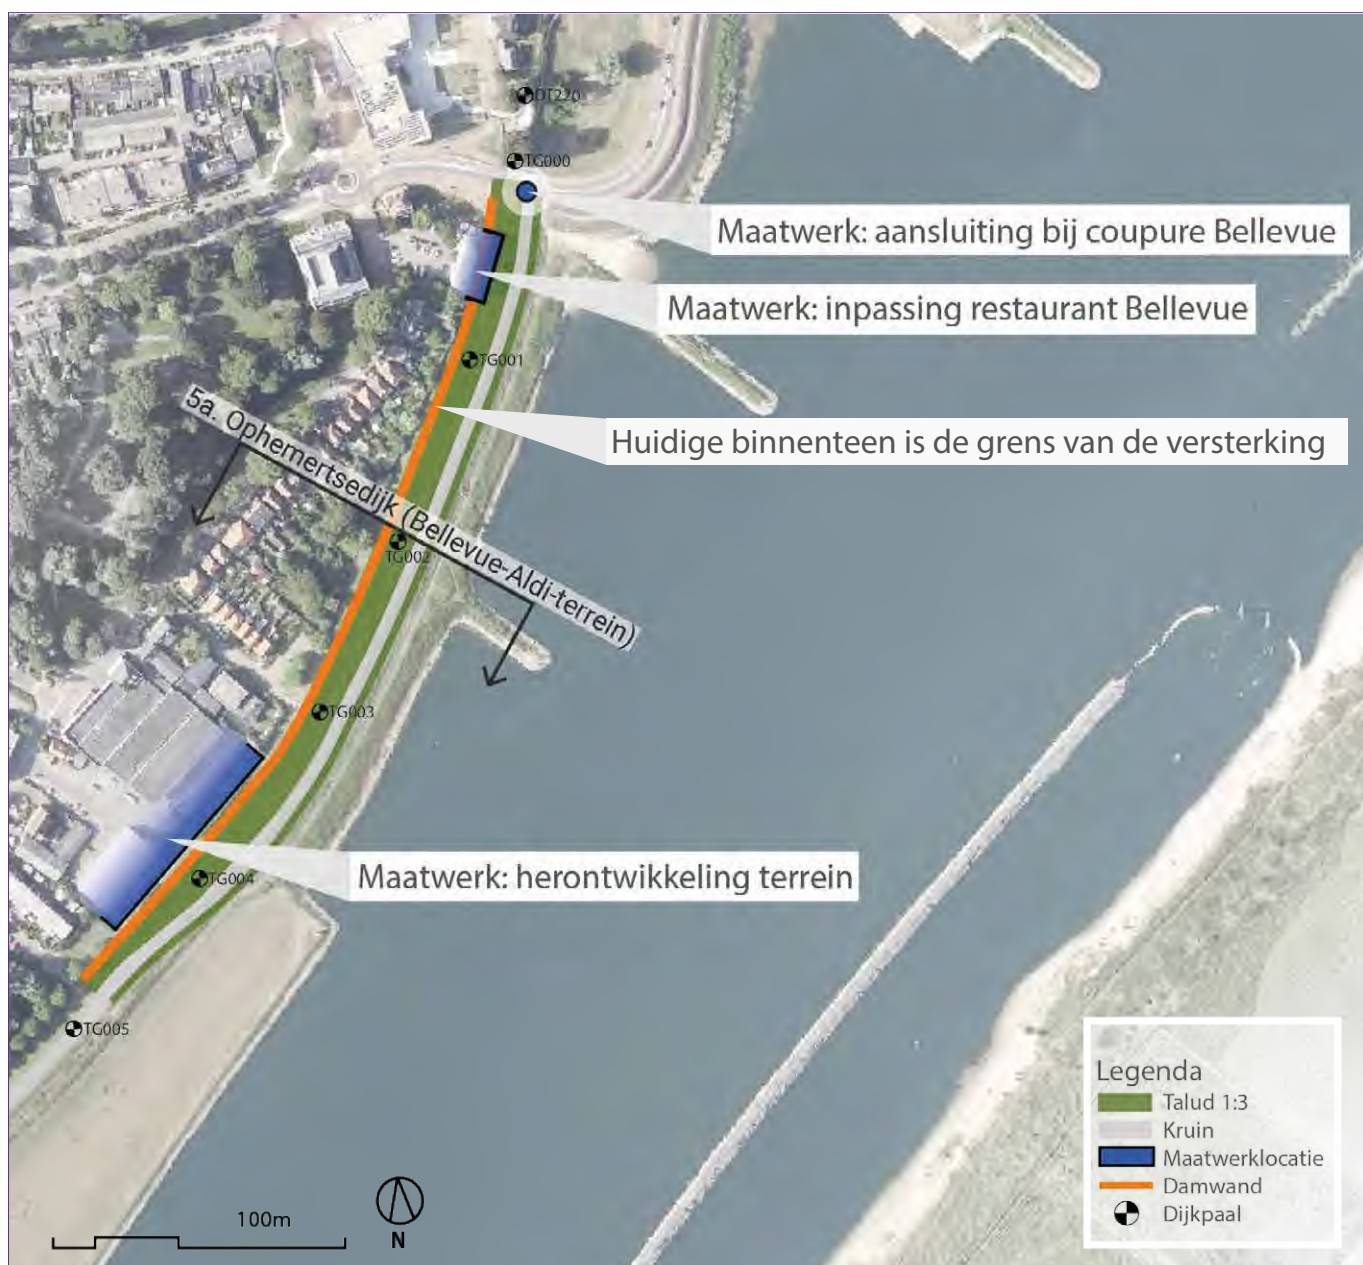 DT220
TG000
Maatwerk: aansluiting bij coupure Bellevue
Maatwerk: inpassing restaurant Bellevue
TG001
Huidige binnenteen is de grens van de versterking
5a. Ophemertsedijk (Bellevue-Aldi-terrein)
TG002
TG003
Maatwerk: herontwikkeling terrein
TG004
TG005
Legenda
Talud 1:3
Kruin
Maatwerklocatie
Damwand
Dijkpaal
100m
N